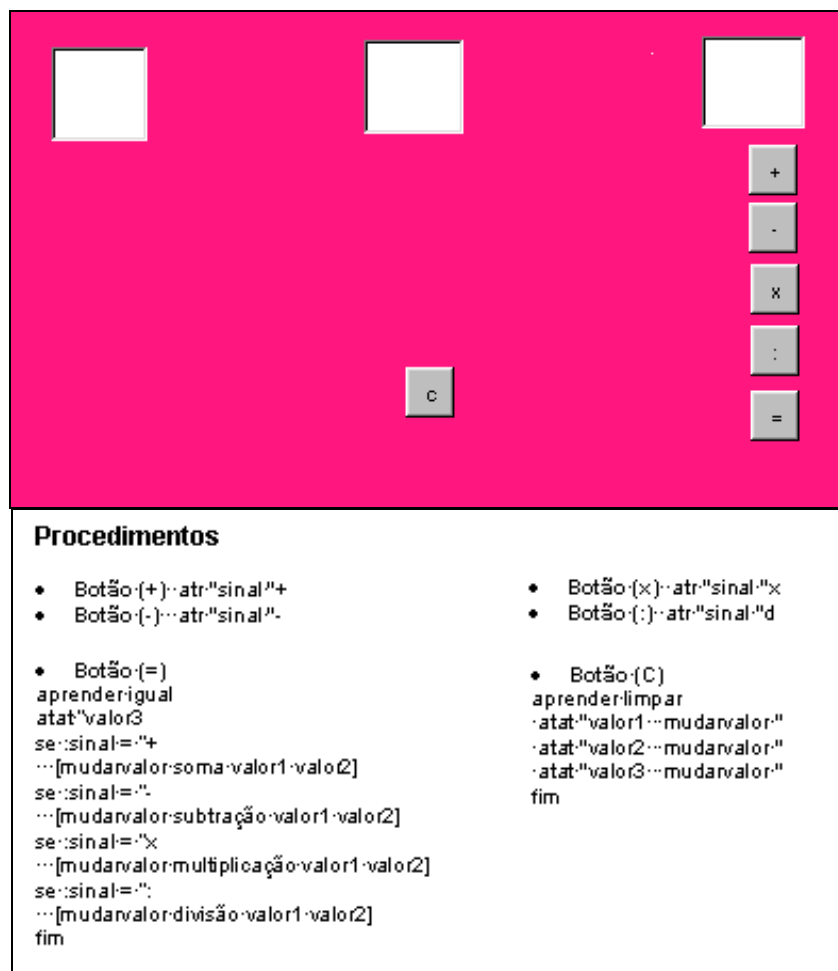 +
-
x
:
c
=
Procedimentos
• Botão·(+)··atr·"sinal·"+
• Botão·(-)···atr·"sinal·"-
• Botão·(=)
aprender·igual
atat·"valor3
se·:sinal·=·"+
···[mudarvalor·soma·valor1·valor2]
se·:sinal·=·"-
···[mudarvalor·subtração·valor1·valor2]
se·:sinal·=·"x
···[mudarvalor·multiplicação·valor1·valor2]
se·:sinal·=·":
···[mudarvalor·divisão·valor1·valor2]
fim
• Botão·(x)··atr·"sinal·"x
• Botão·(:)··atr·"sinal·"d
• Botão·(C)
aprender·limpar
·atat·"valor1···mudarvalor·"
·atat·"valor2···mudarvalor·"
·atat·"valor3···mudarvalor·"
fim